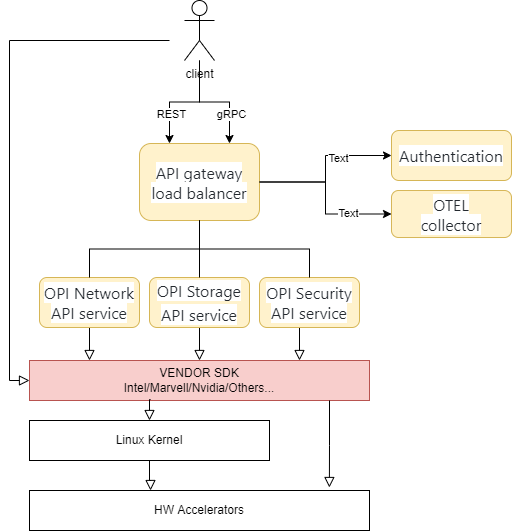 client
REST
gRPC
API gateway
load balancer
Text
Authentication
Text
OTEL
collector
OPI Network
API service
OPI Storage
API service
OPI Security
API service
VENDOR SDK
Intel/Marvell/Nvidia/Others...
Linux Kernel
HW Accelerators